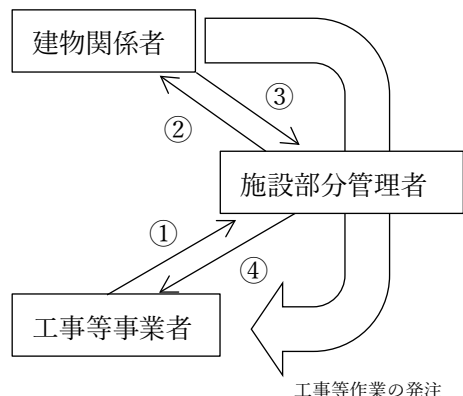 建物関係者
③
②
施設部分管理者
①
④
工事等事業者
工事等作業の発注